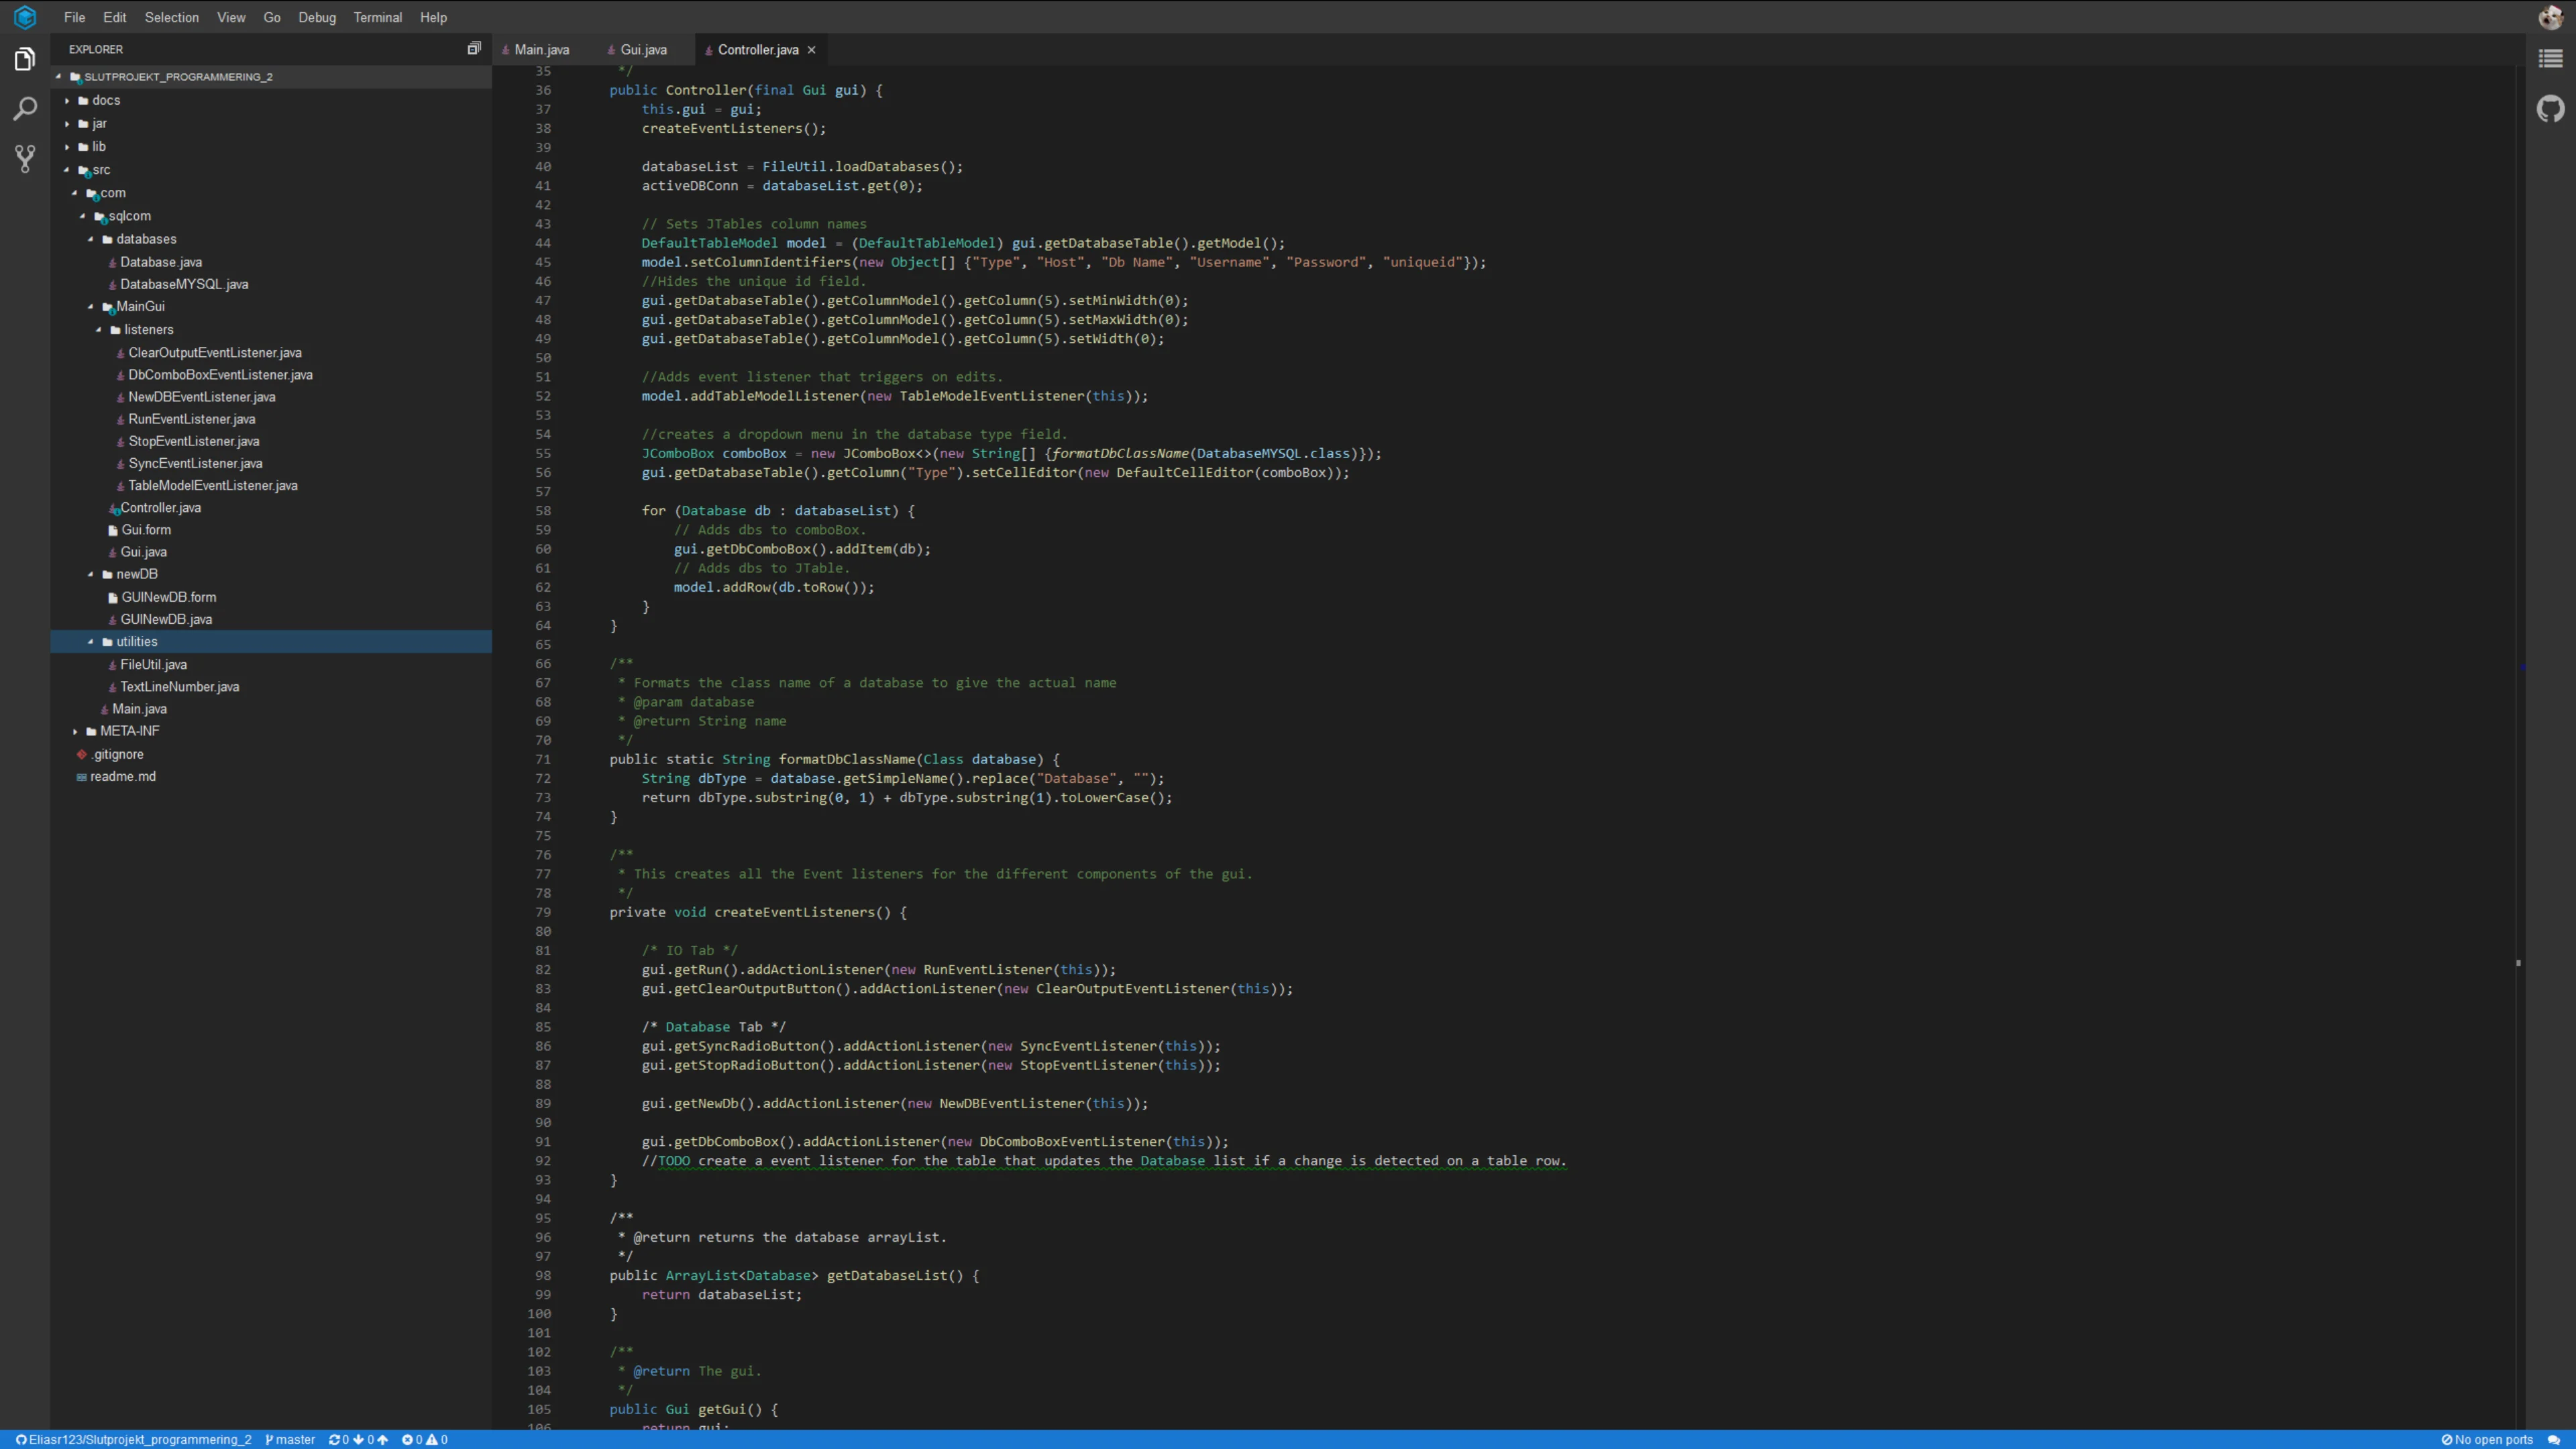 File Edit Selection View Go Debug Terminal Help
EXPLORER
SLUTPROJEKT_PROGRAMMERING_2
docs
jar
lib
src
com
sqlcom
databases
Database.java
DatabaseMYSQL.java
MainGui
listeners
ClearOutputEventListener.java
DbComboBoxEventListener.java
NewDBEventListener.java
RunEventListener.java
StopEventListener.java
SyncEventListener.java
TableModelEventListener.java
Controller.java
Gui.form
Gui.java
newDB
GUINewDB.form
GUINewDB.java
utilities
FileUtil.java
TextLineNumber.java
Main.java
META-INF
.gitignore
readme.md
Main.java Gui.java Controller.java ×
35 */
36 public Controller(final Gui gui) {
37 this.gui = gui;
38 createEventListeners();
39
40 databaseList = FileUtil.loadDatabases();
41 activeDBConn = databaseList.get(0);
42
43 // Sets JTables column names
44 DefaultTableModel model = (DefaultTableModel) gui.getDatabaseTable().getModel();
45 model.setColumnIdentifiers(new Object[] {"Type", "Host", "Db Name", "Username", "Password", "uniqueid"});
46 //Hides the unique id field.
47 gui.getDatabaseTable().getColumnModel().getColumn(5).setMinWidth(0);
48 gui.getDatabaseTable().getColumnModel().getColumn(5).setMaxWidth(0);
49 gui.getDatabaseTable().getColumnModel().getColumn(5).setWidth(0);
50
51 //Adds event listener that triggers on edits.
52 model.addTableModelListener(new TableModelEventListener(this));
53
54 //creates a dropdown menu in the database type field.
55 JComboBox comboBox = new JComboBox<>(new String[] {formatDbClassName(DatabaseMYSQL.class)});
56 gui.getDatabaseTable().getColumn("Type").setCellEditor(new DefaultCellEditor(comboBox));
57
58 for (Database db : databaseList) {
59 // Adds dbs to comboBox.
60 gui.getDbComboBox().addItem(db);
61 // Adds dbs to JTable.
62 model.addRow(db.toRow());
63 }
64 }
65
66 /**
67 * Formats the class name of a database to give the actual name
68 * @param database
69 * @return String name
70 */
71 public static String formatDbClassName(Class database) {
72 String dbType = database.getSimpleName().replace("Database", "");
73 return dbType.substring(0, 1) + dbType.substring(1).toLowerCase();
74 }
75
76 /**
77 * This creates all the Event listeners for the different components of the gui.
78 */
79 private void createEventListeners() {
80
81 /* IO Tab */
82 gui.getRun().addActionListener(new RunEventListener(this));
83 gui.getClearOutputButton().addActionListener(new ClearOutputEventListener(this));
84
85 /* Database Tab */
86 gui.getSyncRadioButton().addActionListener(new SyncEventListener(this));
87 gui.getStopRadioButton().addActionListener(new StopEventListener(this));
88
89 gui.getNewDb().addActionListener(new NewDBEventListener(this));
90
91 gui.getDbComboBox().addActionListener(new DbComboBoxEventListener(this));
92 //TODO create a event listener for the table that updates the Database list if a change is detected on a table row.
93 }
94
95 /**
96 * @return returns the database arrayList.
97 */
98 public ArrayList<Database> getDatabaseList() {
99 return databaseList;
100 }
101
102 /**
103 * @return The gui.
104 */
105 public Gui getGui() {
106 return gui;
Eliasr123/Slutprojekt_programmering_2 master 0 0 0 0 No open ports